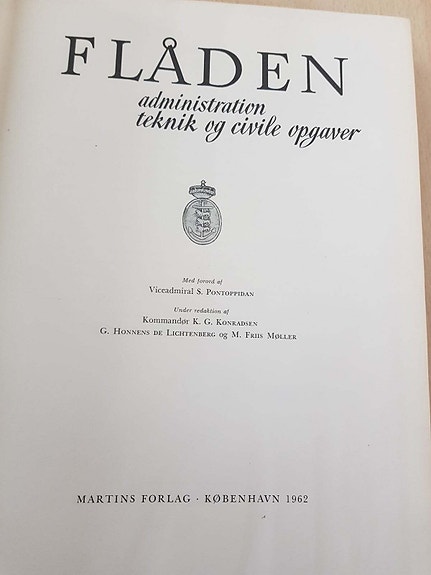 FLÅDEN
administration
teknik og civile opgaver
Med forord af
Viceadmiral S. Pontoppidan
Under redaktion af
Kommandør K. G. Konradsen
G. Honnens de Lichtenberg og M. Friis Møller
MARTINS FORLAG · KØBENHAVN 1962